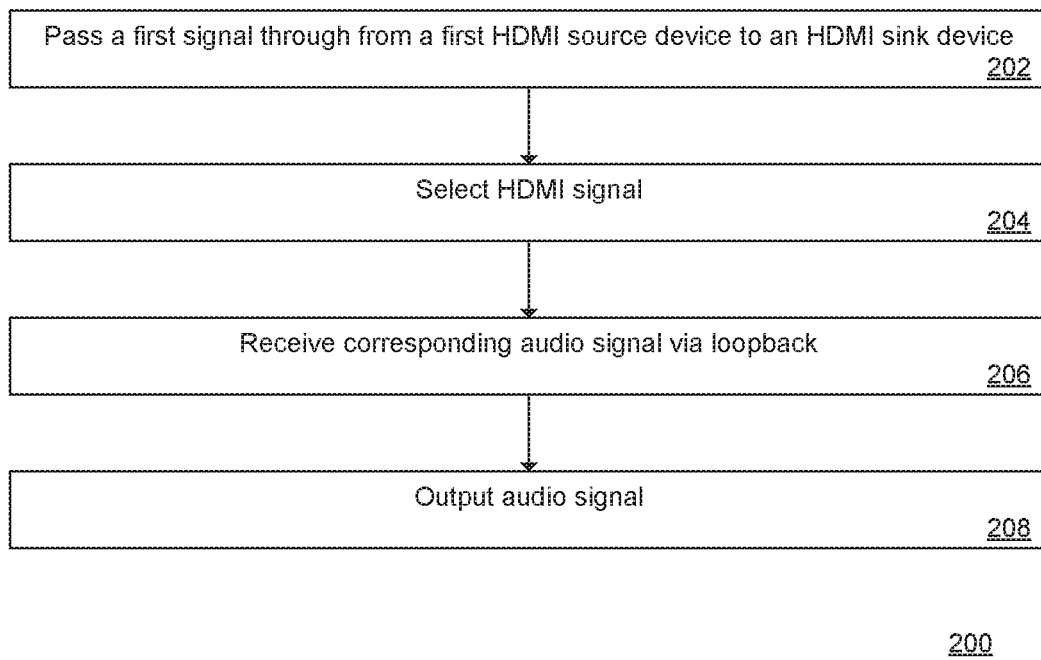 Pass a first signal through from a first HDMI source device to an HDMI sink device
202
Select HDMI signal
204
Receive corresponding audio signal via loopback
206
Output audio signal
208
200